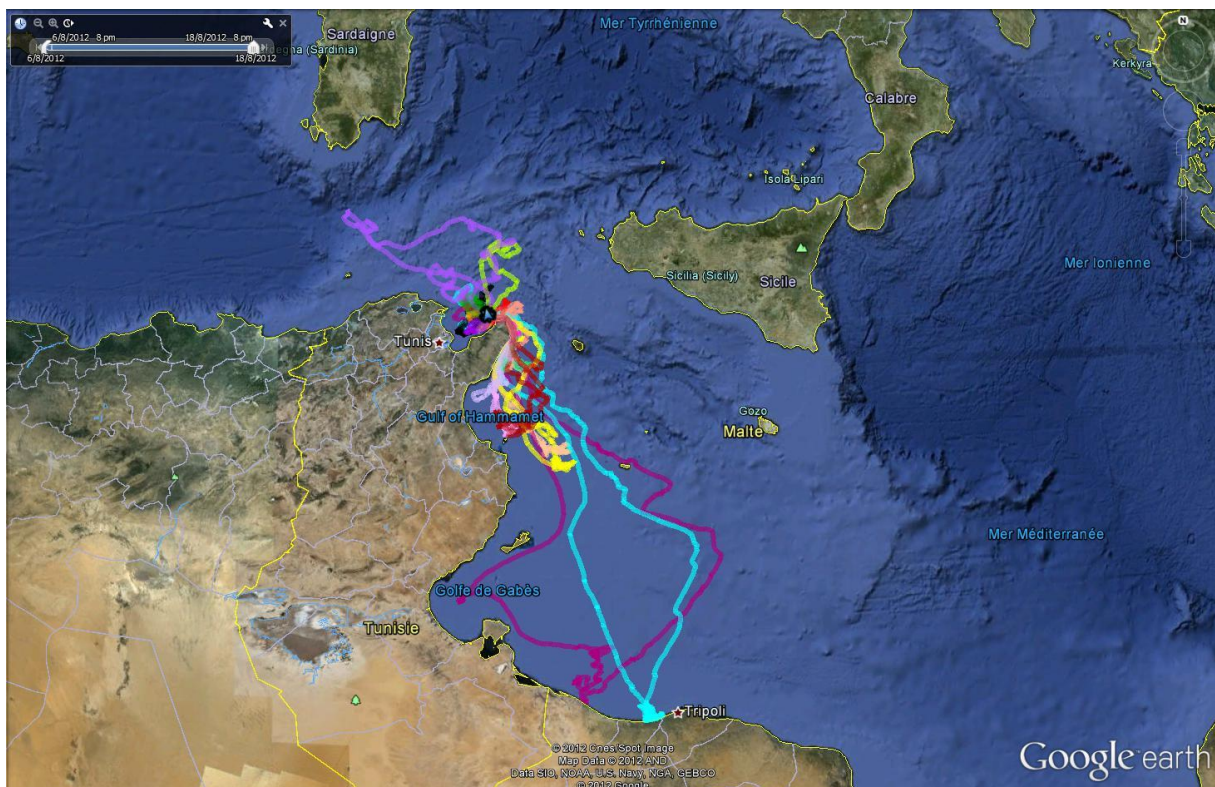 6/8/2012 8 pm
18/8/2012 8 pm
6/8/2012
18/8/2012
Mer Tyrrhénienne
N
Sardaigne
(Sardinia)
Kerkyra
Calabre
Isola Lipari
Mer Ionienne
Sicilia (Sicily)
Sicile
Tunis
Gozo
Gulf of Hammamet
Malte
Mer Méditerranée
Golfe de Gabès
Tunisie
Tripoli
© 2012 Cnes Spot Image
Map Data © 2012 AND
Data SIO, NOAA, U.S. Navy, NGA, GEBCO
© 2012 Google
Google earth